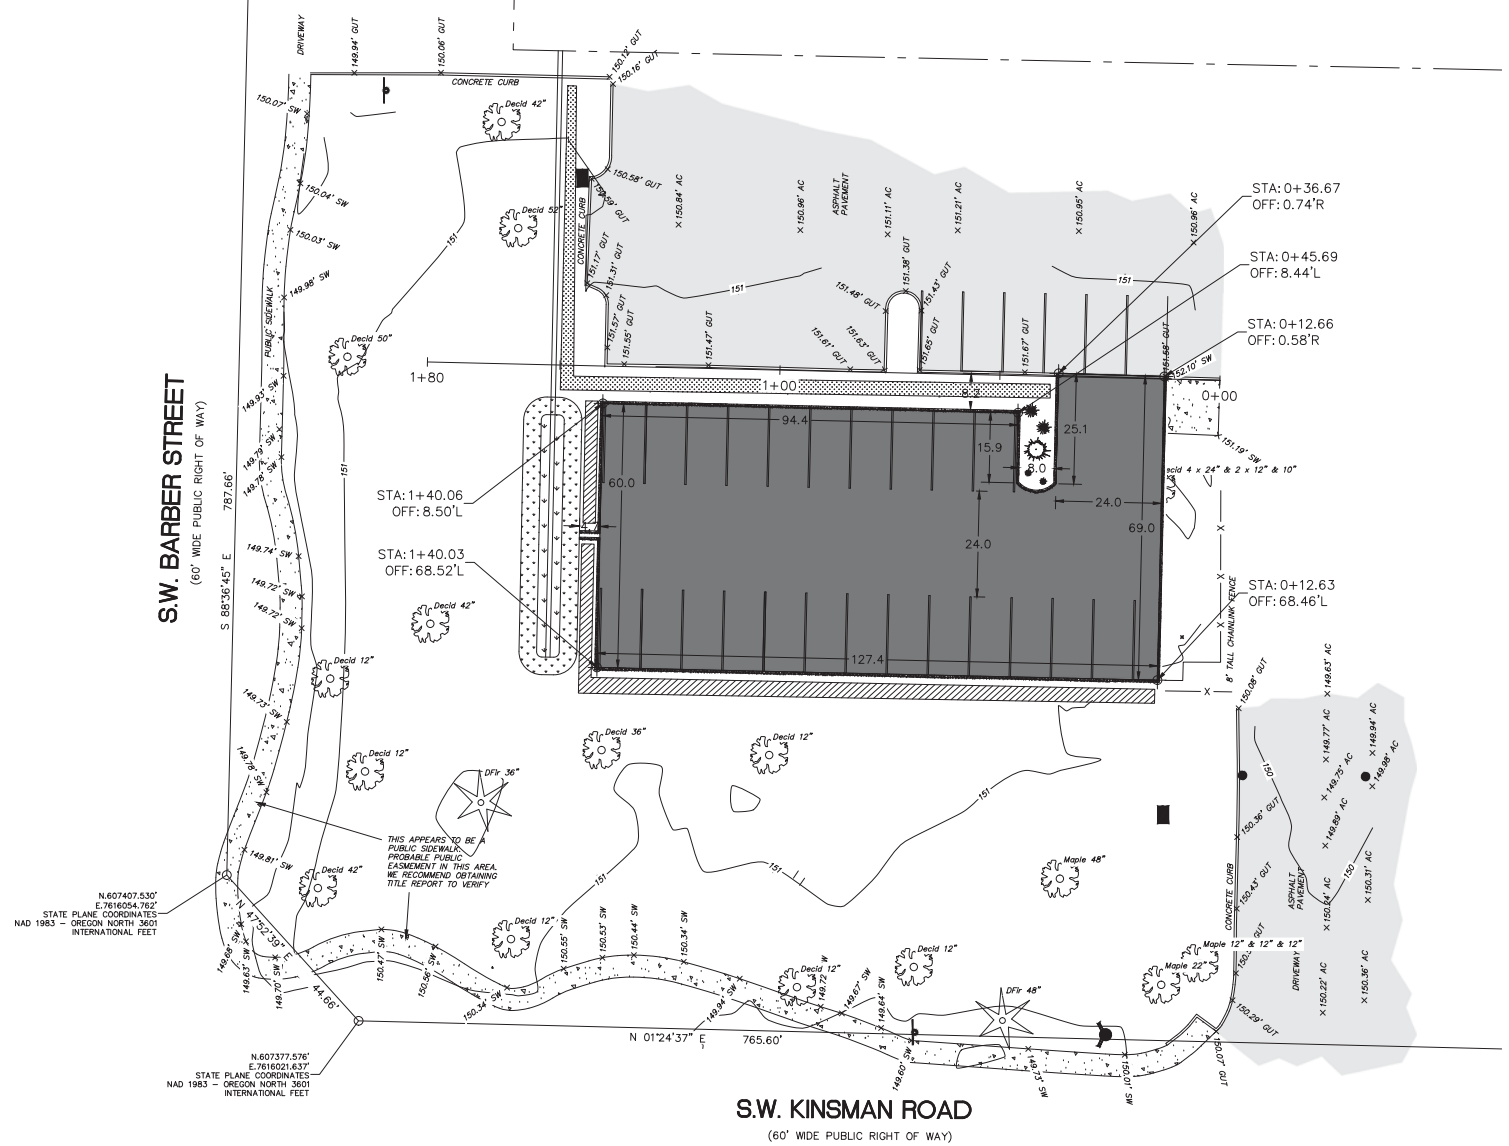 DRIVEWAY
149.94' GUT
150.06' GUT
150.12' GUT
150.16' GUT
CONCRETE CURB
150.07' SW
Decid 42"
150.58' GUT
150.84' AC
150.96' AC
ASPHALT
PAVEMENT
151.11' AC
151.21' AC
150.95' AC
150.96' AC
STA: 0+36.67
OFF: 0.74'R
150.04' SW
Decid 52"
CONCRETE CURB
150.03' SW
151
151.17' GUT
151.31' GUT
151.38' GUT
151.43' GUT
151.48' GUT
STA: 0+45.69
OFF: 8.44'L
149.98' SW
151
151
PUBLIC SIDEWALK
Decid 50"
151.57' GUT
151.55' GUT
151.47' GUT
151.61' GUT
151.63' GUT
151.65' GUT
151.67' GUT
151.68' GUT
STA: 0+12.66
OFF: 0.58'R
152.10' SW
1+80
1+00
0+00
8.2
149.93' SW
94.4
15.9
25.1
8.0
151.19' SW
149.79' SW
149.78' SW
151
60.0
24.0
69.0
ecid 4 x 24" & 2 x 12" & 10"
STA: 1+40.06
OFF: 8.50'L
S.W. BARBER STREET
(60' WIDE PUBLIC RIGHT OF WAY)
S 88°36'45" E
787.66'
149.74' SW
24.0
STA: 1+40.03
OFF: 68.52'L
149.72' SW
149.72' SW
Decid 42"
X
X
X
X
8' TALL CHAINLINK FENCE
STA: 0+12.63
OFF: 68.46'L
Decid 12"
127.4
149.73' SW
150.08' GUT
149.63' AC
149.77' AC
149.94' AC
149.75' AC
149.98' AC
149.89' AC
Decid 12"
Decid 36"
Decid 12"
DFir 36"
149.78' SW
150
150.36' GUT
151
THIS APPEARS TO BE A
PUBLIC SIDEWALK.
PROBABLE PUBLIC
EASMEMENT IN THIS AREA.
WE RECOMMEND OBTAINING
TITLE REPORT TO VERIFY
149.81' SW
Decid 42"
151
151
Maple 48"
CONCRETE CURB
150.43' GUT
ASPHALT
PAVEMENT
150
150.31' AC
150.24' AC
N.607407.530'
E.7616054.762'
STATE PLANE COORDINATES
NAD 1983 – OREGON NORTH 3601
INTERNATIONAL FEET
N 47°52'39" E
44.66'
149.68' SW
149.63' SW
149.70' SW
150.47' SW
150.56' SW
150.34' SW
Decid 12"
150.55' SW
150.53' SW
150.44' SW
150.34' SW
149.94' SW
Decid 12"
149.72' W
149.67' SW
149.64' SW
Decid 12"
Maple 12" & 12" & 12"
Maple 22"
DRIVEWAY
150.22' AC
150.36' AC
DFir 48"
150.29' GUT
150.07' GUT
149.60' SW
149.73' SW
150.01' SW
N 01°24'37" E
765.60'
N.607377.576'
E.7616021.637'
STATE PLANE COORDINATES
NAD 1983 – OREGON NORTH 3601
INTERNATIONAL FEET
S.W. KINSMAN ROAD
(60' WIDE PUBLIC RIGHT OF WAY)